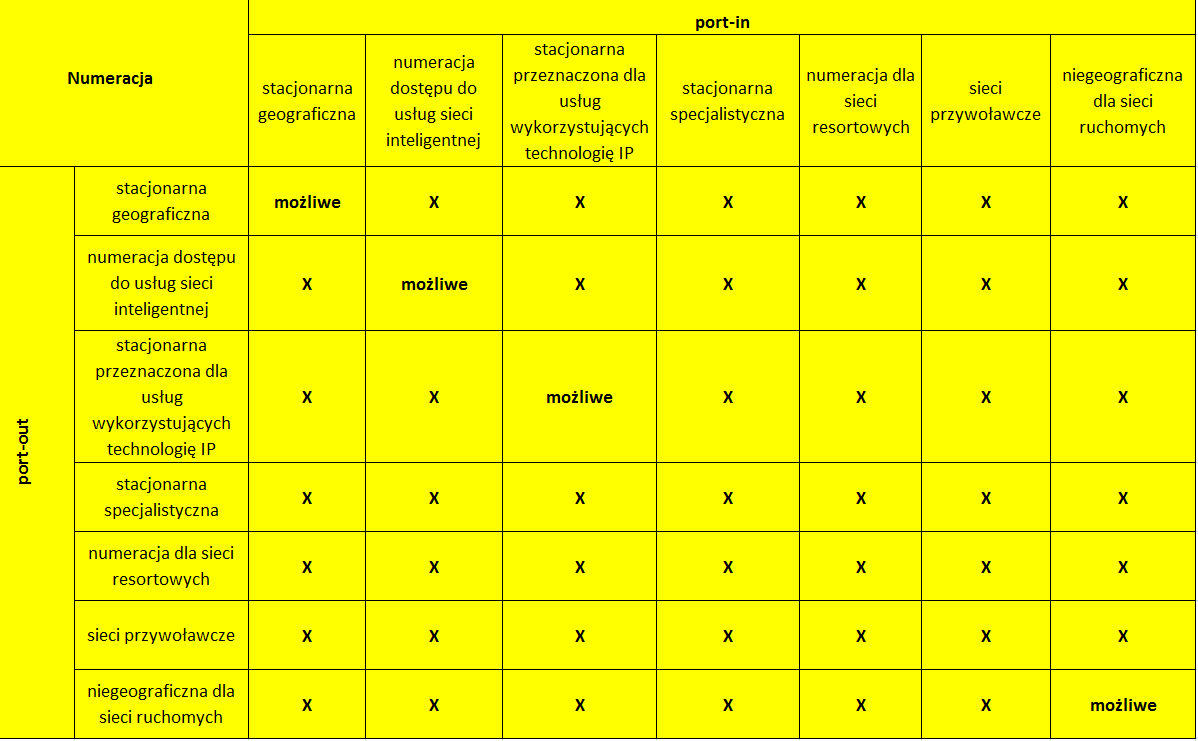 port-in
Numeracja
stacjonarna
geograficzna
numeracja
dostępu do
usług sieci
inteligentnej
stacjonarna
przeznaczona dla
usług
wykorzystujących
technologię IP
stacjonarna
specjalistyczna
numeracja dla
sieci
resortowych
sieci
przywoławcze
niegeograficzna
dla sieci
ruchomych
port-out
stacjonarna
geograficzna
możliwe X X X X X X
numeracja dostępu
do usług sieci
inteligentnej
X możliwe X X X X X
stacjonarna
przeznaczona dla
usług
wykorzystujących
technologię IP
X X możliwe X X X X
stacjonarna
specjalistyczna
X X X X X X X
numeracja dla sieci
resortowych
X X X X X X X
sieci przywoławcze
X X X X X X X
niegeograficzna dla
sieci ruchomych
X X X X X X możliwe